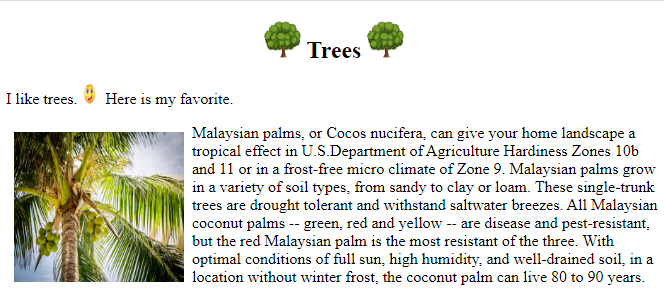 Trees
I like trees. Here is my favorite.
Malaysian palms, or Cocos nucifera, can give your home landscape a
tropical effect in U.S.Department of Agriculture Hardiness Zones 10b
and 11 or in a frost-free micro climate of Zone 9. Malaysian palms grow
in a variety of soil types, from sandy to clay or loam. These single-trunk
trees are drought tolerant and withstand saltwater breezes. All Malaysian
coconut palms -- green, red and yellow -- are disease and pest-resistant,
but the red Malaysian palm is the most resistant of the three. With
optimal conditions of full sun, high humidity, and well-drained soil, in a
location without winter frost, the coconut palm can live 80 to 90 years.